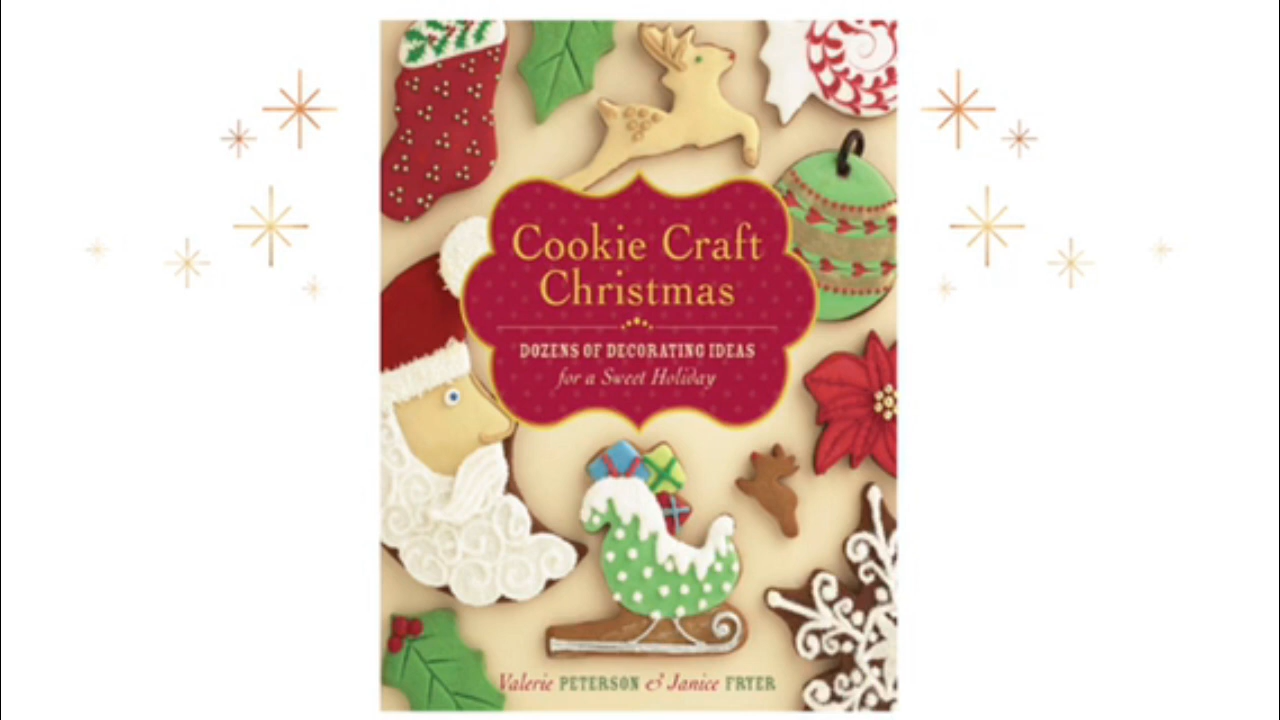 Cookie Craft
Christmas
DOZENS OF DECORATING IDEAS
for a Sweet Holiday
Valerie PETERSON & Janice FRYER